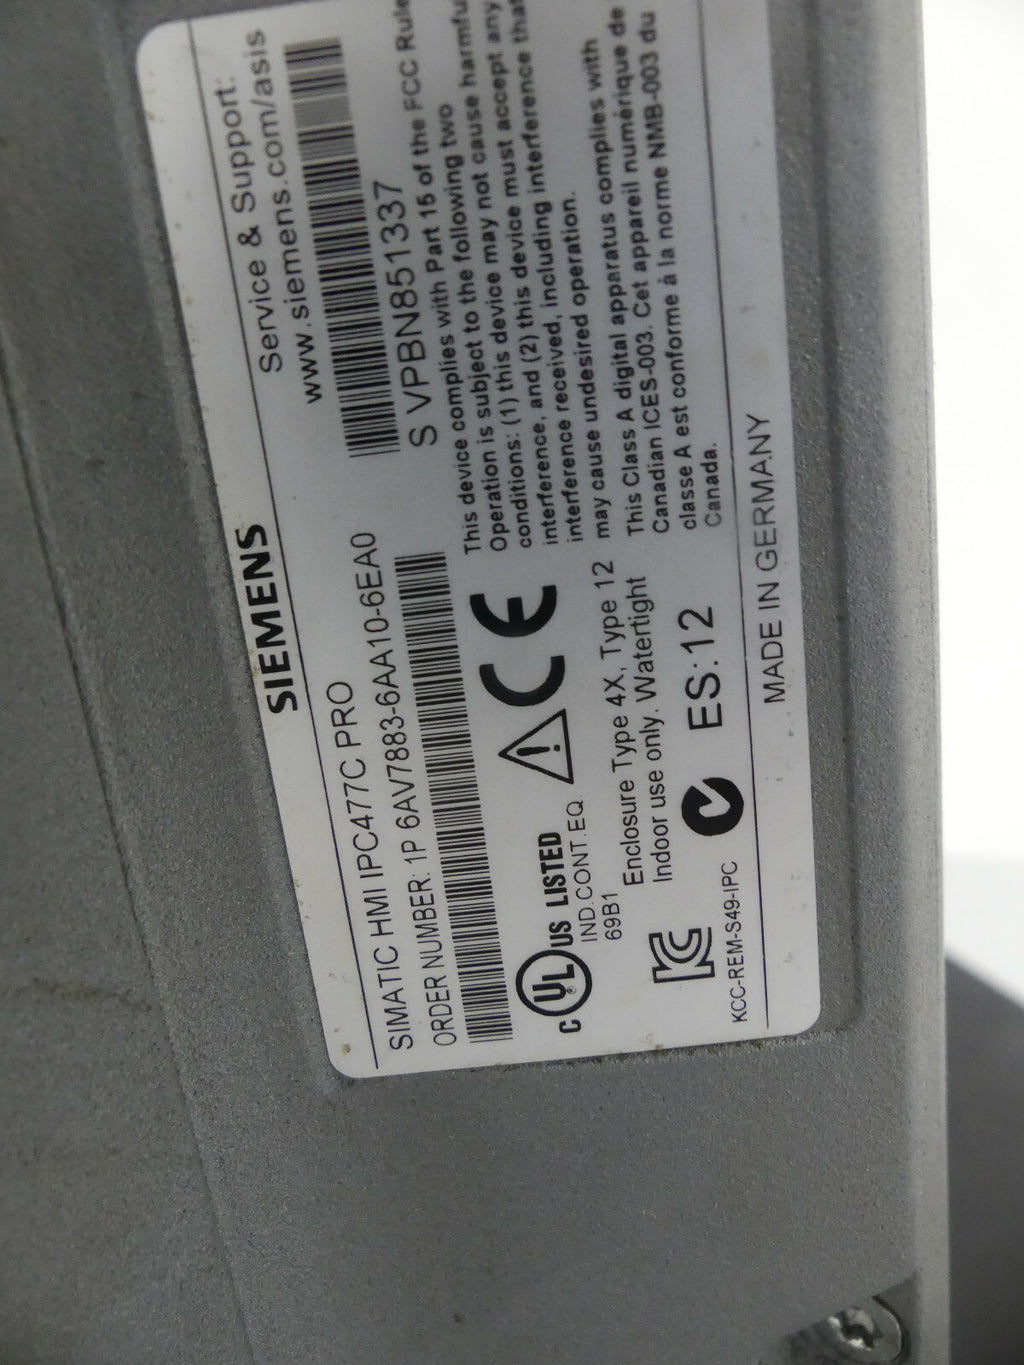 SIEMENS
Service & Support:
www.siemens.com/asis
SIMATIC HMI IPC477C PRO
ORDER NUMBER: 1P 6AV7883-6AA10-6EA0
S VPBN851337
This device complies with Part 15 of the FCC Rule
Operation is subject to the following two
conditions: (1) this device may not cause harmfu
interference, and (2) this device must accept any
interference received, including interference that
may cause undesired operation.
This Class A digital apparatus complies with
Canadian ICES-003. Cet appareil numérique de
classe A est conforme à la norme NMB-003 du
Canada.
CE
C UL US LISTED
®
IND.CONT.EQ.
69B1
Enclosure Type 4X, Type 12
Indoor use only. Watertight
KCC-REM-S49-IPC
ES:12
MADE IN GERMANY